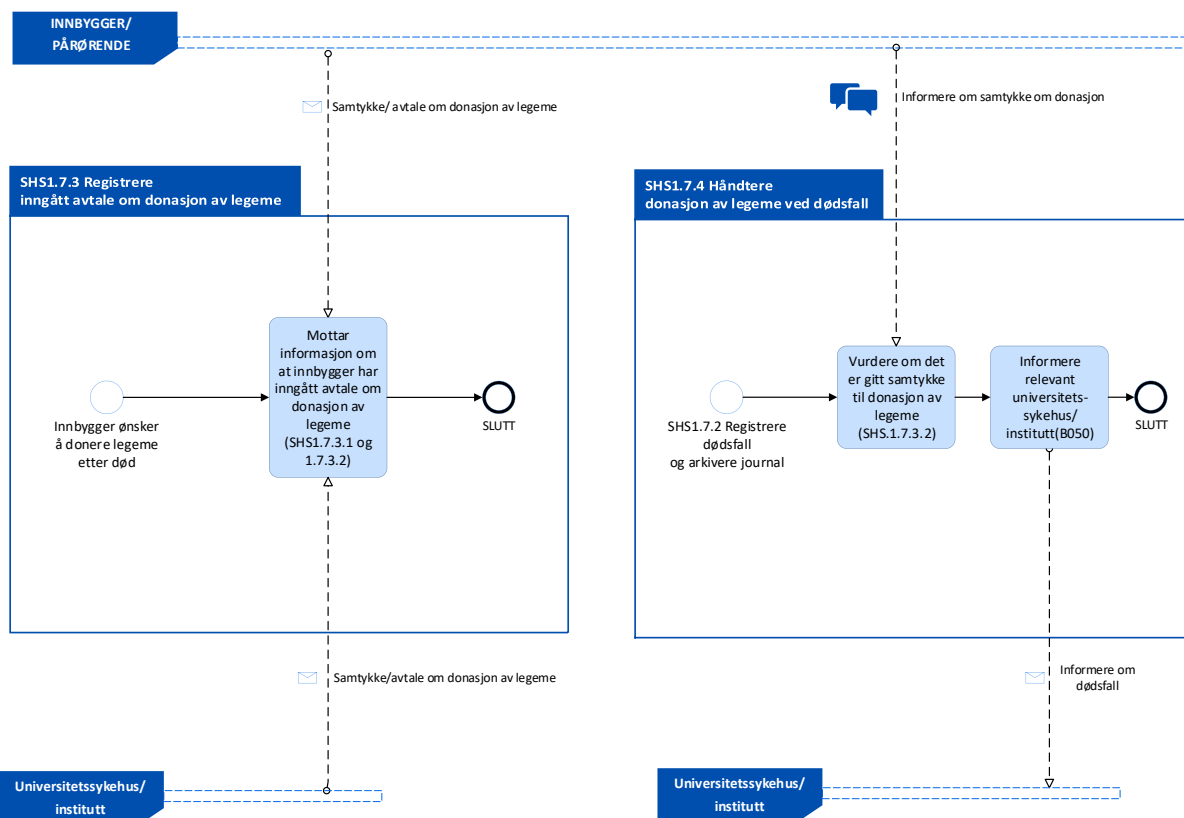 INNBYGGER/
PÅRØRENDE
Samtykke/ avtale om donasjon av legeme
Informere om samtykke om donasjon
SHS1.7.3 Registrere
inngått avtale om donasjon av legeme
Mottar
informasjon om
at innbygger har
inngått avtale om
donasjon av
legeme
(SHS1.7.3.1 og
1.7.3.2)
Innbygger ønsker
å donere legeme
etter død
SLUTT
Samtykke/avtale om donasjon av legeme
Universitetssykehus/
institutt
SHS1.7.4 Håndtere
donasjon av legeme ved dødsfall
SHS1.7.2 Registrere
dødsfall
og arkivere journal
Vurdere om det
er gitt samtykke
til donasjon av
legeme
(SHS.1.7.3.2)
Informere
relevant
universitets-
sykehus/
institutt(B050)
SLUTT
Informere om
dødsfall
Universitetssykehus/
institutt